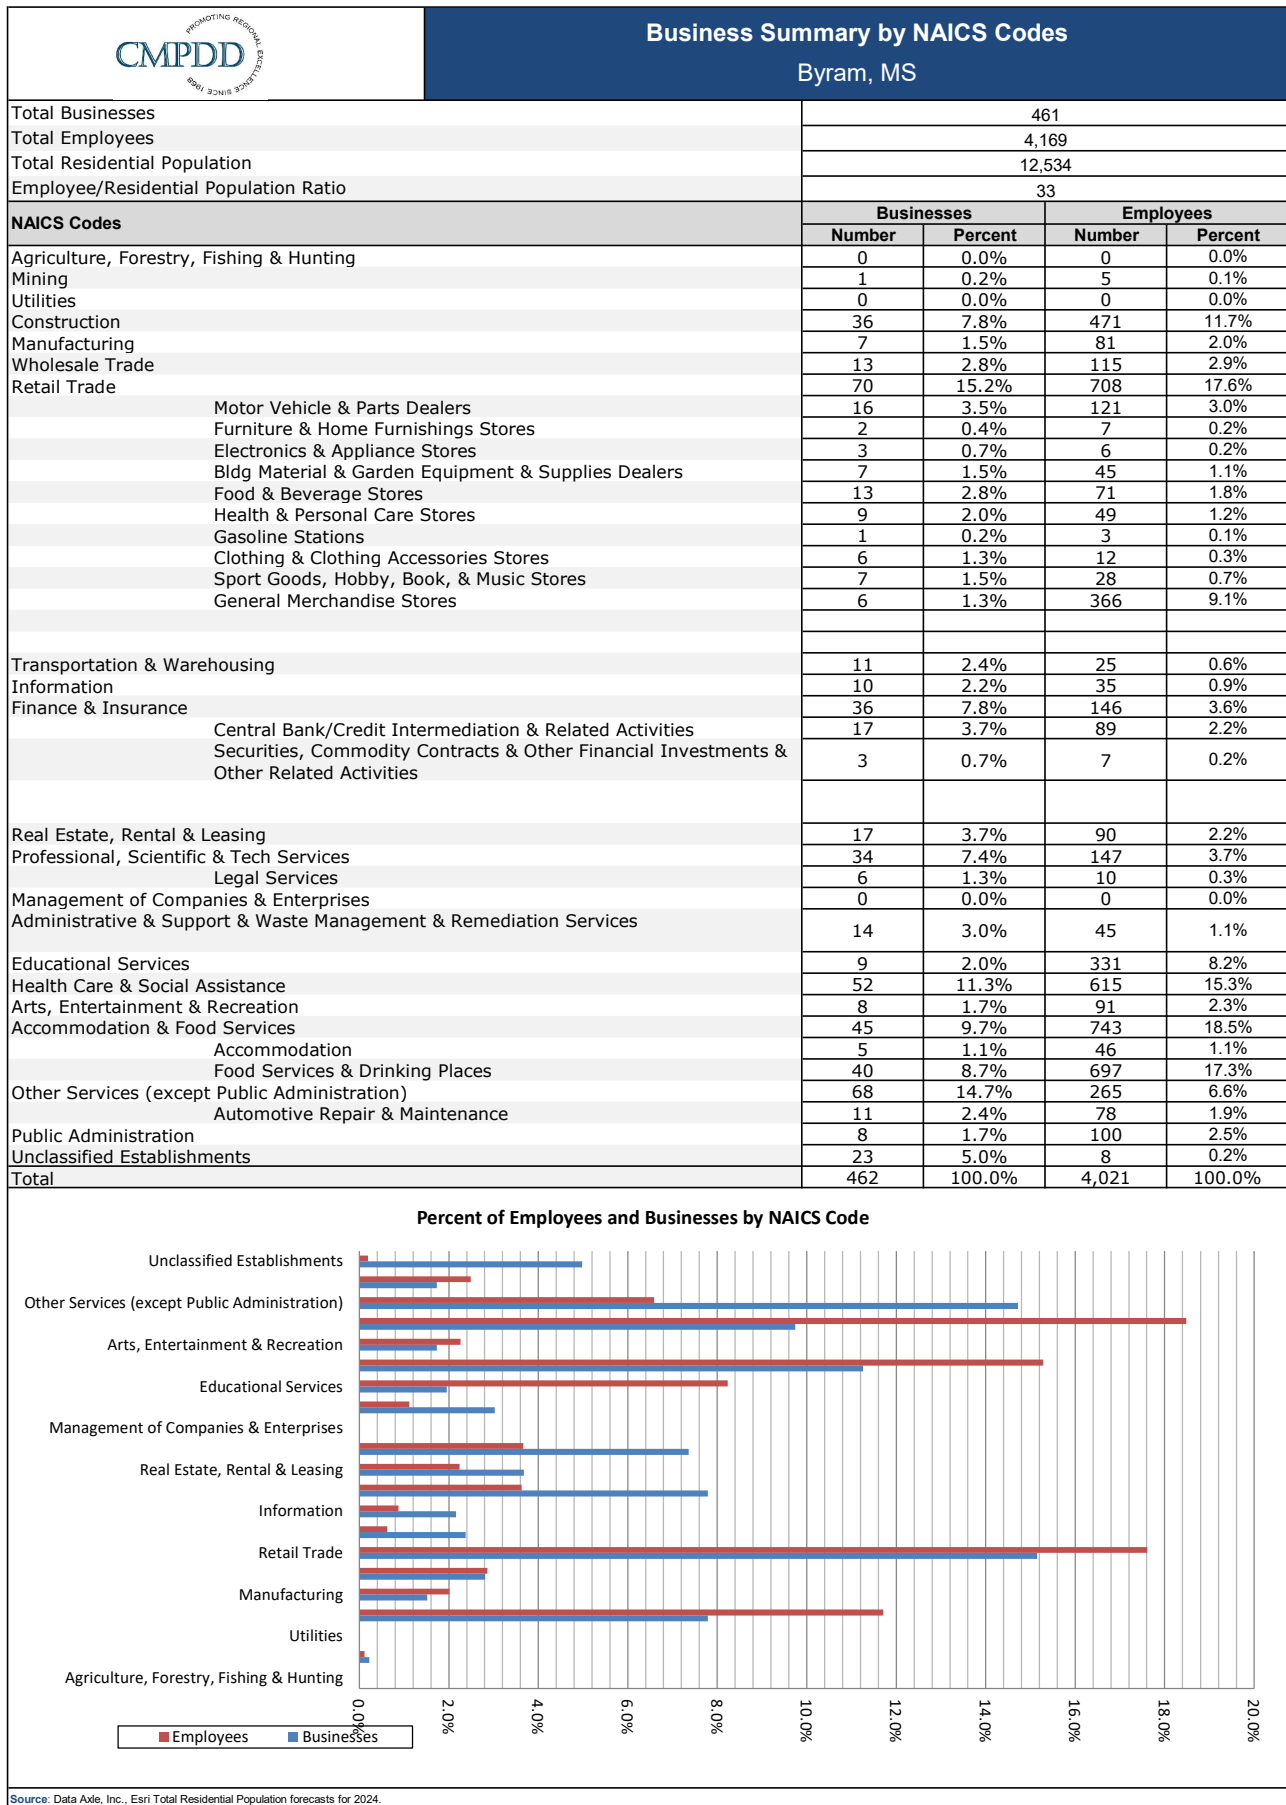 PROMOTING REGIONAL EXCELLENCE SINCE 1968
CMPDD
Business Summary by NAICS Codes
Byram, MS
Total Businesses 461
Total Employees 4,169
Total Residential Population 12,534
Employee/Residential Population Ratio 33
NAICS Codes Businesses Employees
Number Percent Number Percent
Agriculture, Forestry, Fishing & Hunting 0 0.0% 0 0.0%
Mining 1 0.2% 5 0.1%
Utilities 0 0.0% 0 0.0%
Construction 36 7.8% 471 11.7%
Manufacturing 7 1.5% 81 2.0%
Wholesale Trade 13 2.8% 115 2.9%
Retail Trade 70 15.2% 708 17.6%
Motor Vehicle & Parts Dealers 16 3.5% 121 3.0%
Furniture & Home Furnishings Stores 2 0.4% 7 0.2%
Electronics & Appliance Stores 3 0.7% 6 0.2%
Bldg Material & Garden Equipment & Supplies Dealers 7 1.5% 45 1.1%
Food & Beverage Stores 13 2.8% 71 1.8%
Health & Personal Care Stores 9 2.0% 49 1.2%
Gasoline Stations 1 0.2% 3 0.1%
Clothing & Clothing Accessories Stores 6 1.3% 12 0.3%
Sport Goods, Hobby, Book, & Music Stores 7 1.5% 28 0.7%
General Merchandise Stores 6 1.3% 366 9.1%
Transportation & Warehousing 11 2.4% 25 0.6%
Information 10 2.2% 35 0.9%
Finance & Insurance 36 7.8% 146 3.6%
Central Bank/Credit Intermediation & Related Activities 17 3.7% 89 2.2%
Securities, Commodity Contracts & Other Financial Investments &
Other Related Activities 3 0.7% 7 0.2%
Real Estate, Rental & Leasing 17 3.7% 90 2.2%
Professional, Scientific & Tech Services 34 7.4% 147 3.7%
Legal Services 6 1.3% 10 0.3%
Management of Companies & Enterprises 0 0.0% 0 0.0%
Administrative & Support & Waste Management & Remediation Services 14 3.0% 45 1.1%
Educational Services 9 2.0% 331 8.2%
Health Care & Social Assistance 52 11.3% 615 15.3%
Arts, Entertainment & Recreation 8 1.7% 91 2.3%
Accommodation & Food Services 45 9.7% 743 18.5%
Accommodation 5 1.1% 46 1.1%
Food Services & Drinking Places 40 8.7% 697 17.3%
Other Services (except Public Administration) 68 14.7% 265 6.6%
Automotive Repair & Maintenance 11 2.4% 78 1.9%
Public Administration 8 1.7% 100 2.5%
Unclassified Establishments 23 5.0% 8 0.2%
Total 462 100.0% 4,021 100.0%
Percent of Employees and Businesses by NAICS Code
Unclassified Establishments
Other Services (except Public Administration)
Arts, Entertainment & Recreation
Educational Services
Management of Companies & Enterprises
Real Estate, Rental & Leasing
Information
Retail Trade
Manufacturing
Utilities
Agriculture, Forestry, Fishing & Hunting
0.0% 2.0% 4.0% 6.0% 8.0% 10.0% 12.0% 14.0% 16.0% 18.0% 20.0%
Employees Businesses
Source: Data Axle, Inc., Esri Total Residential Population forecasts for 2024.